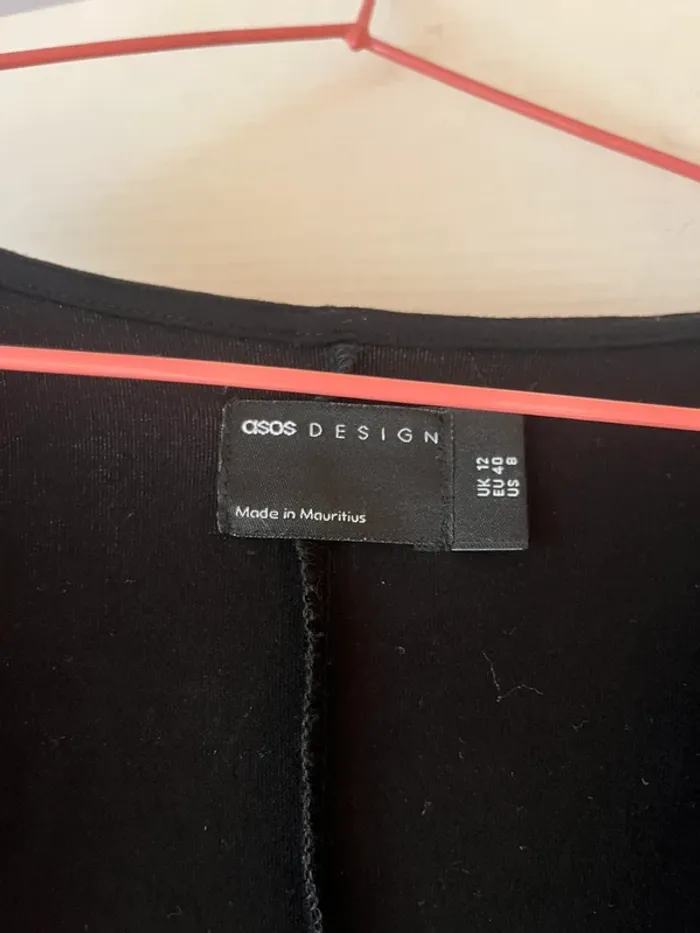 asos DESIGN
Made in Mauritius
UK 12
EU 40
US 8